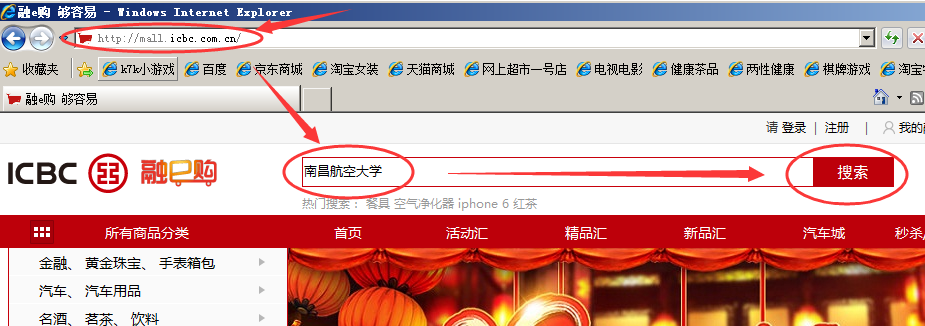 融e购 够容易 - Windows Internet Explorer
http://mall.icbc.com.cn/
收藏夹 k7k小游戏 百度 京东商城 淘宝女装 天猫商城 网上超市一号店 电视电影 健康茶品 两性健康 棋牌游戏 淘宝
融e购 够容易
请 登录 | 注册 | 我的
ICBC 融e购 南昌航空大学 搜索
热门搜索： 餐具 空气净化器 iphone 6 红茶
所有商品分类 首页 活动汇 精品汇 新品汇 汽车城 秒杀
金融、 黄金珠宝、 手表箱包
汽车、 汽车用品
名酒、 茗茶、 饮料